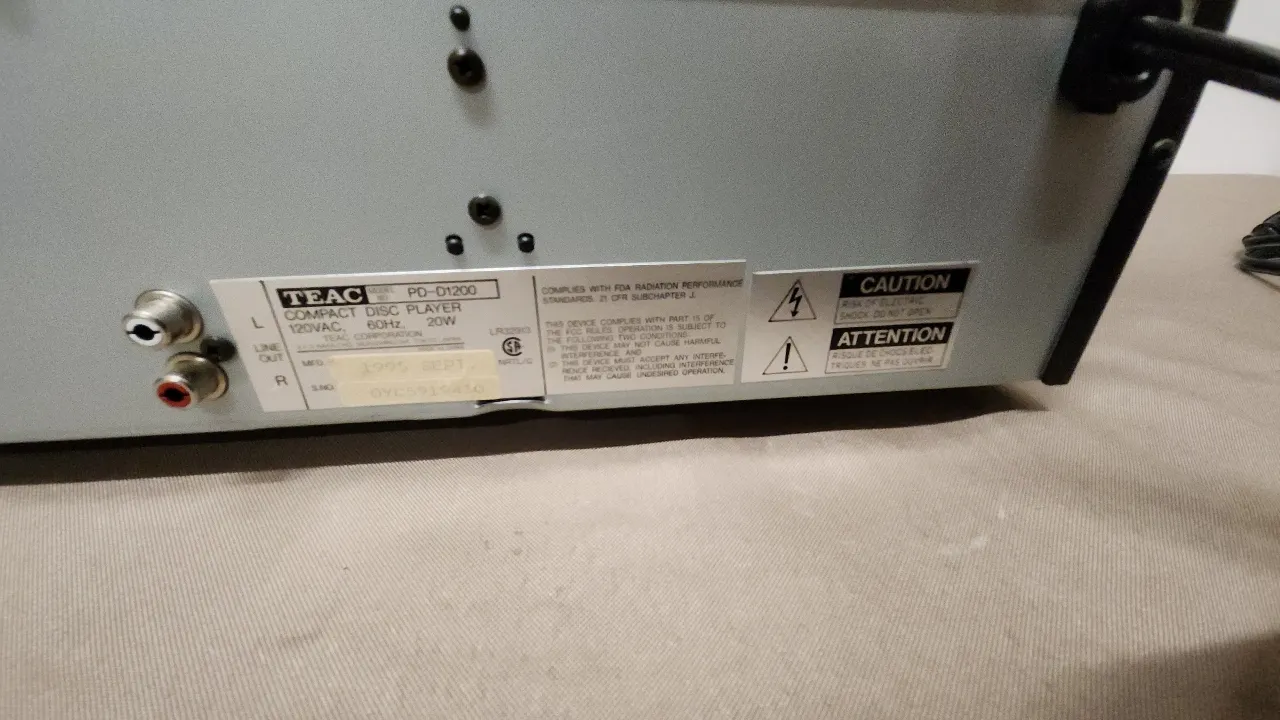 L
LINE
OUT
R
TEAC MODEL NO. PD-D1200
COMPACT DISC PLAYER
120VAC, 60Hz, 20W
TEAC CORPORATION
MFG. 1995 SEPT.
S.NO.
NRTL/C
COMPLIES WITH FDA RADIATION PERFORMANCE
STANDARDS, 21 CFR SUBCHAPTER J.
THIS DEVICE COMPLIES WITH PART 15 OF
THE FCC RULES. OPERATION IS SUBJECT TO
THE FOLLOWING TWO CONDITIONS.
(1) THIS DEVICE MAY NOT CAUSE HARMFUL
INTERFERENCE, AND
(2) THIS DEVICE MUST ACCEPT ANY INTERFE-
RENCE RECIEVED, INCLUDING INTERFERENCE
THAT MAY CAUSE UNDESIRED OPERATION.
CAUTION
RISK OF ELECTRIC
SHOCK. DO NOT OPEN
ATTENTION
RISQUE DE CHOCS ELEC-
TRIQUES NE PAS OUVRIR